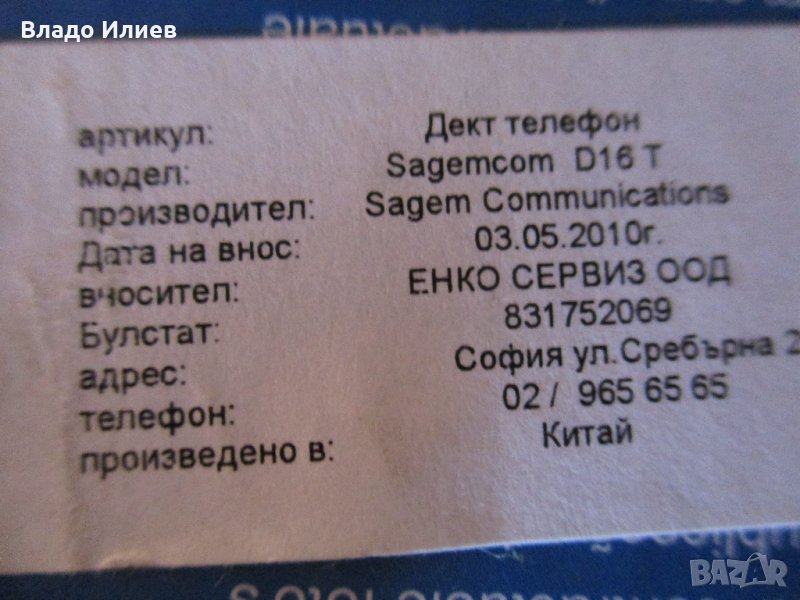 Владо Илиев
артикул: Дект телефон
модел: Sagemcom D16 T
производител: Sagem Communications
Дата на внос: 03.05.2010г.
вносител: ЕНКО СЕРВИЗ ООД
Булстат: 831752069
адрес: София ул.Сребърна 2
телефон: 02 / 965 65 65
произведено в: Китай
BAZAR